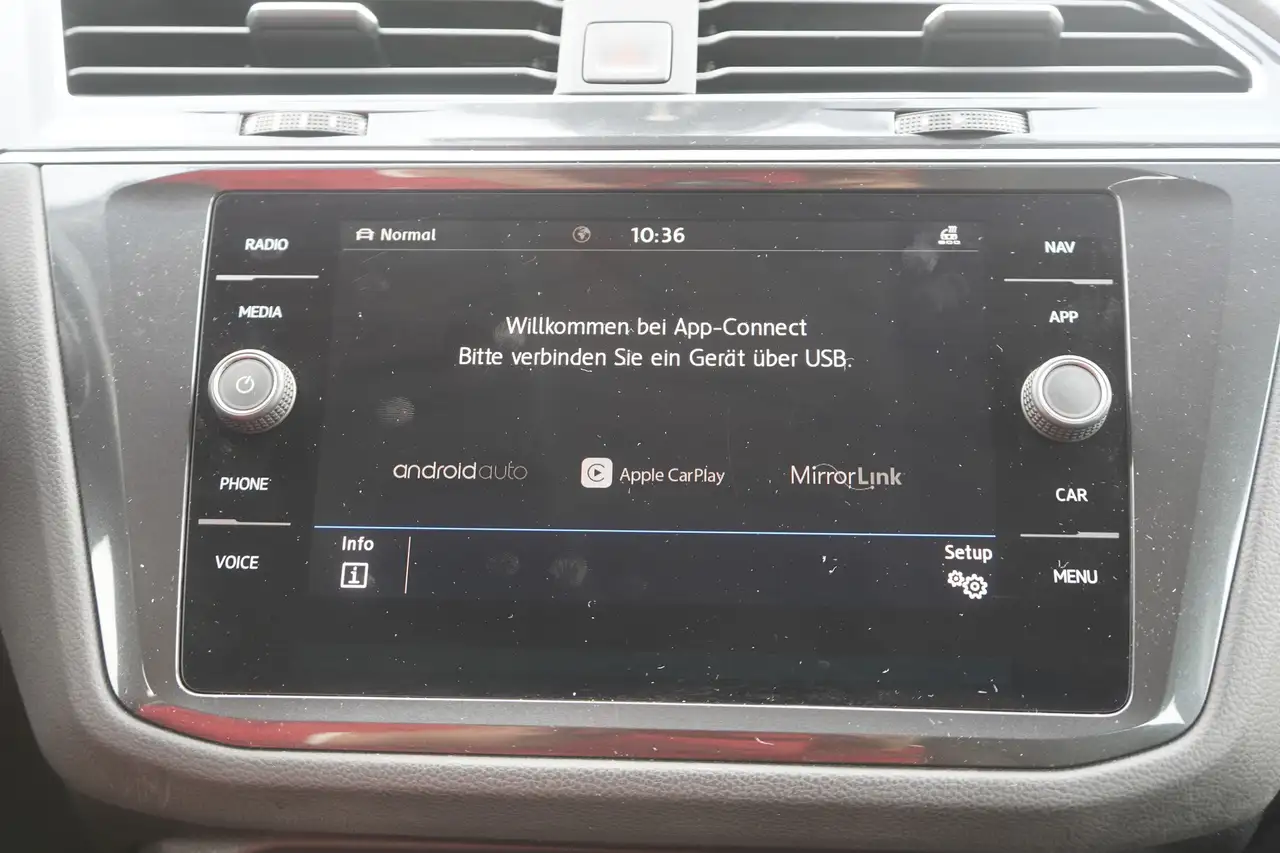 RADIO
MEDIA
PHONE
VOICE
Normal
10:36
Willkommen bei App-Connect
Bitte verbinden Sie ein Gerät über USB.
androidauto
Apple CarPlay
MirrorLink
Info
Setup
NAV
APP
CAR
MENU